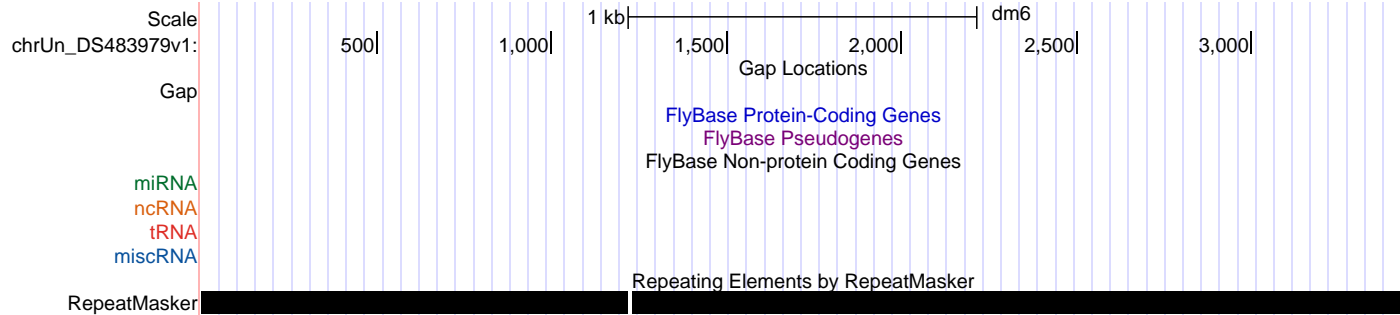 Scale 1 kb dm6
chrUn_DS483979v1: 500 1,000 1,500 2,000 2,500 3,000
Gap Locations
Gap
FlyBase Protein-Coding Genes
FlyBase Pseudogenes
FlyBase Non-protein Coding Genes
miRNA
ncRNA
tRNA
miscRNA
Repeating Elements by RepeatMasker
RepeatMasker